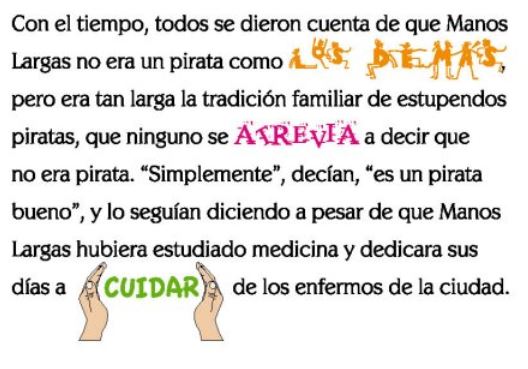 Con el tiempo, todos se dieron cuenta de que Manos
Largas no era un pirata como LOS DEMÁS,
pero era tan larga la tradición familiar de estupendos
piratas, que ninguno se ATREVÍA a decir que
no era pirata. “Simplemente”, decían, “es un pirata
bueno”, y lo seguían diciendo a pesar de que Manos
Largas hubiera estudiado medicina y dedicara sus
días a CUIDAR de los enfermos de la ciudad.